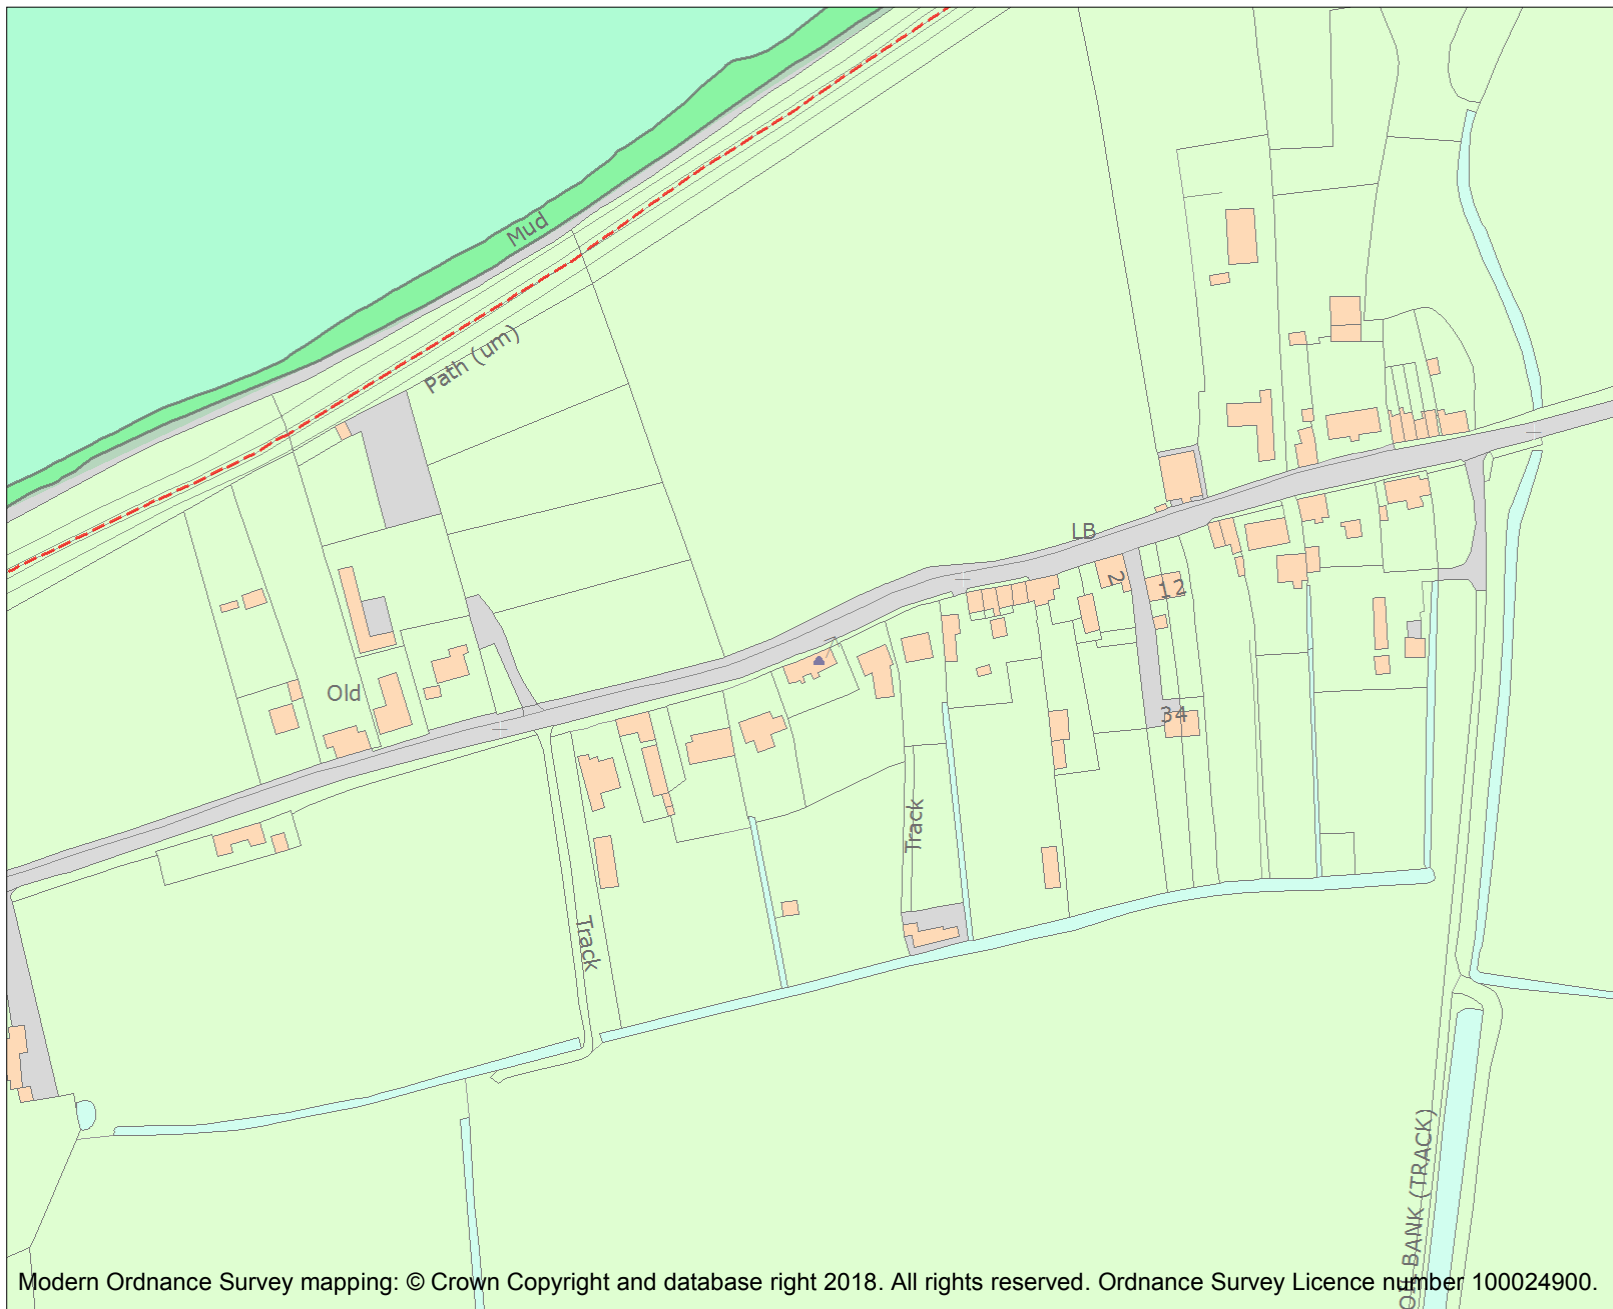 Mud
Path (um)
LB
2
12
Old
34
Track
Track
BANK (TRACK)
Modern Ordnance Survey mapping: © Crown Copyright and database right 2018. All rights reserved. Ordnance Survey Licence number 100024900.